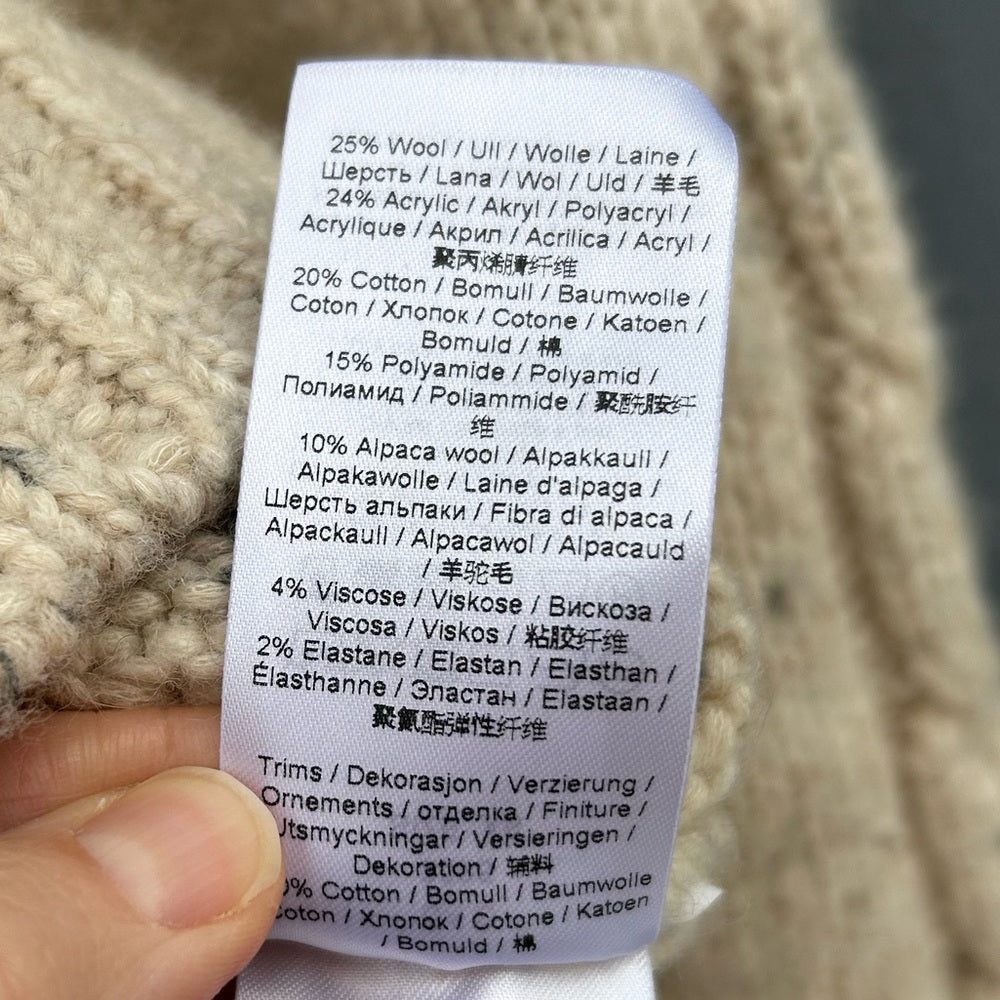 25% Wool / Ull / Wolle / Laine /
Шерсть / Lana / Wol / Uld / 羊毛
24% Acrylic / Akryl / Polyacryl /
Acrylique / Акрил / Acrilica / Acryl /
聚丙烯腈纤维
20% Cotton / Bomull / Baumwolle /
Coton / Хлопок / Cotone / Katoen /
Bomuld / 棉
15% Polyamide / Polyamid /
Полиамид / Poliammide / 聚酰胺纤
维
10% Alpaca wool / Alpakkaull /
Alpakawolle / Laine d'alpaga /
Шерсть альпаки / Fibra di alpaca /
Alpackaull / Alpacawol / Alpacauld
/ 羊驼毛
4% Viscose / Viskose / Вискоза /
Viscosa / Viskos / 粘胶纤维
2% Elastane / Elastan / Elasthan /
Élasthanne / Эластан / Elastaan /
聚氨酯弹性纤维
Trims / Dekorasjon / Verzierung /
Ornements / отделка / Finiture /
Utsmyckningar / Versieringen /
Dekoration / 辅料
0% Cotton / Bomull / Baumwolle
Coton / Хлопок / Cotone / Katoen
/ Bomuld / 棉